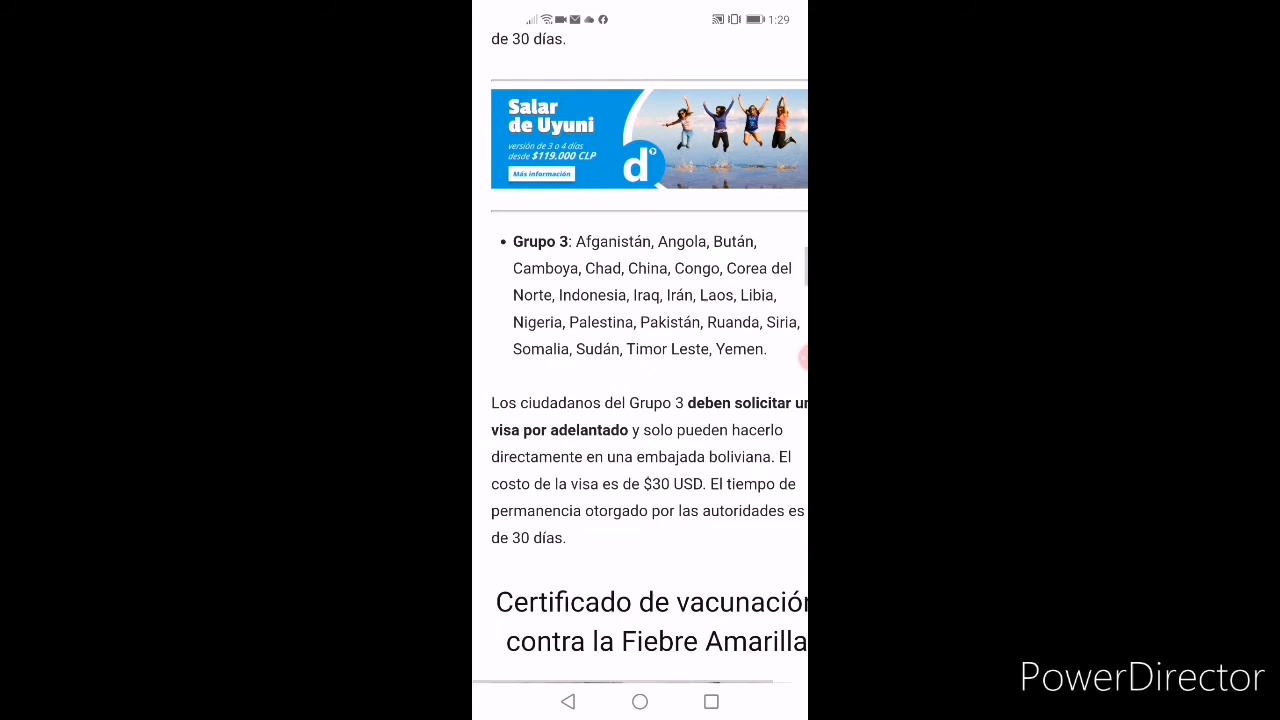 1:29
de 30 días.
Salar
de Uyuni
versión de 3 o 4 días
desde $119.000 CLP
Más información
d
• Grupo 3: Afganistán, Angola, Bután,
Camboya, Chad, China, Congo, Corea del
Norte, Indonesia, Iraq, Irán, Laos, Libia,
Nigeria, Palestina, Pakistán, Ruanda, Siria,
Somalia, Sudán, Timor Leste, Yemen.
Los ciudadanos del Grupo 3 deben solicitar
visa por adelantado y solo pueden hacerlo
directamente en una embajada boliviana. El
costo de la visa es de $30 USD. El tiempo de
permanencia otorgado por las autoridades es
de 30 días.
Certificado de vacunación
contra la Fiebre Amarilla
PowerDirector